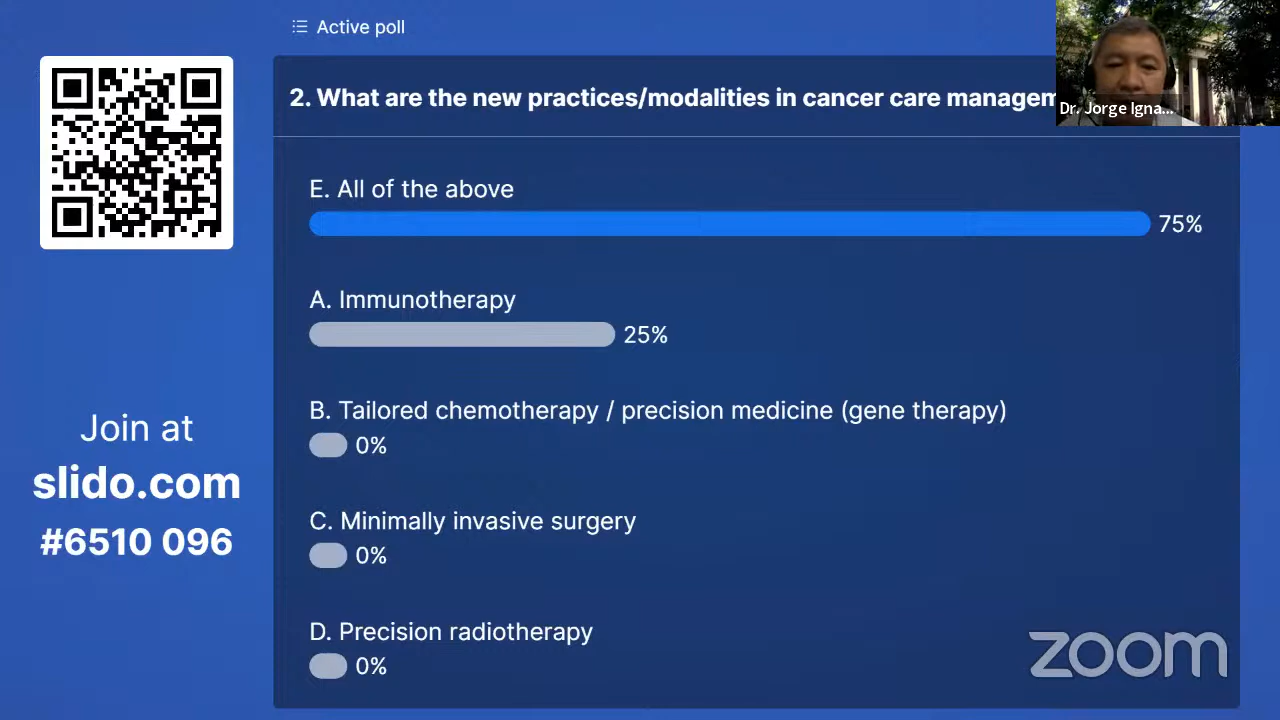 Active poll
2. What are the new practices/modalities in cancer care
Dr. Jorge Igna...
E. All of the above
75%
A. Immunotherapy
25%
B. Tailored chemotherapy / precision medicine (gene therapy)
0%
C. Minimally invasive surgery
0%
D. Precision radiotherapy
0%
Join at
slido.com
#6510 096
zoom